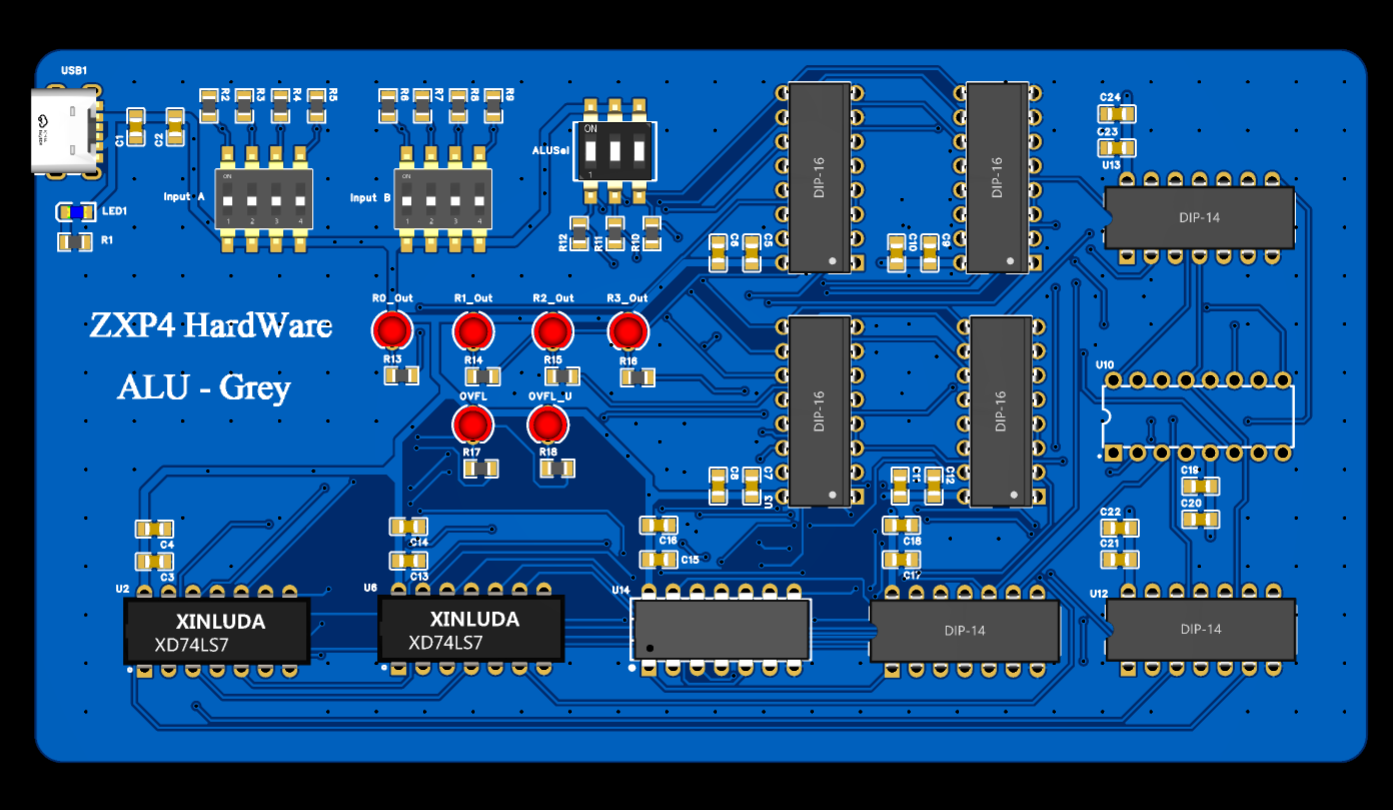 USB1
C1
C2
R2
R3
R4
R5
R6
R7
R8
R9
ON
1 2 3 4
Input A
ON
1 2 3 4
Input B
ON
1
ALUSel
R12
R11
R10
LED1
R1
DIP-16
DIP-16
C6
C5
C10
C9
C24
C23
U13
DIP-14
ZXP4 HardWare
ALU - Grey
R0_Out
R1_Out
R2_Out
R3_Out
R13
R14
R15
R16
OVFL
OVFL_U
R17
R18
DIP-16
DIP-16
C8
C7
U3
C12
U10
C19
C20
C4
C3
C14
C13
C16
C15
C18
C17
C22
C21
U2
XINLUDA
XD74LS7
U6
XINLUDA
XD74LS7
U14
DIP-14
U12
DIP-14